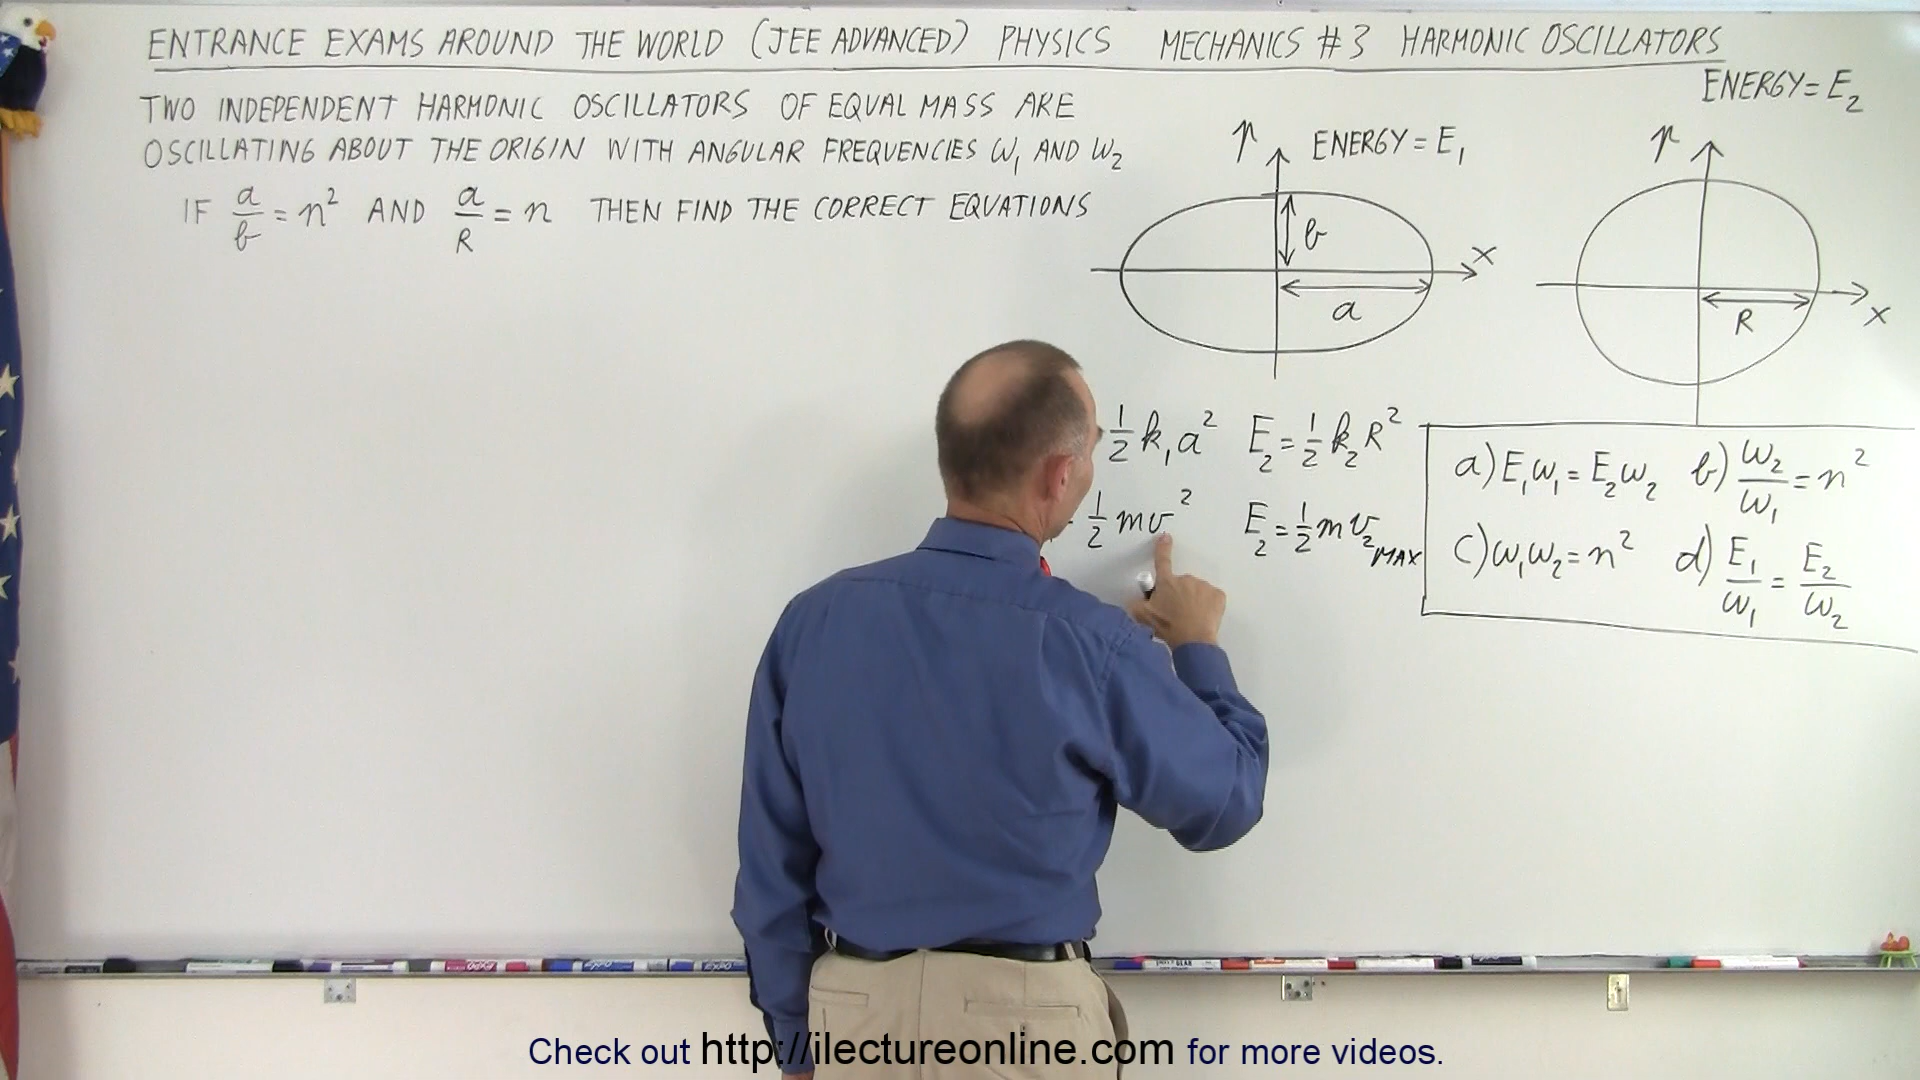 ENTRANCE EXAMS AROUND THE WORLD (JEE ADVANCED) PHYSICS MECHANICS #3 HARMONIC OSCILLATORS
TWO INDEPENDENT HARMONIC OSCILLATORS OF EQUAL MASS ARE
OSCILLATING ABOUT THE ORIGIN WITH ANGULAR FREQUENCIES ω₁ AND ω₂
IF a/b = n² AND a/R = n THEN FIND THE CORRECT EQUATIONS
p ENERGY = E₁
b
a
x
ENERGY = E₂
p
R
x
½k₁a² E₂ = ½k₂R²
½mv² E₂ = ½mv₂ MAX
a) E₁ω₁ = E₂ω₂ b) ω₂/ω₁ = n²
c) ω₁ω₂ = n² d) E₁/ω₁ = E₂/ω₂
Check out http://ilectureonline.com for more videos.